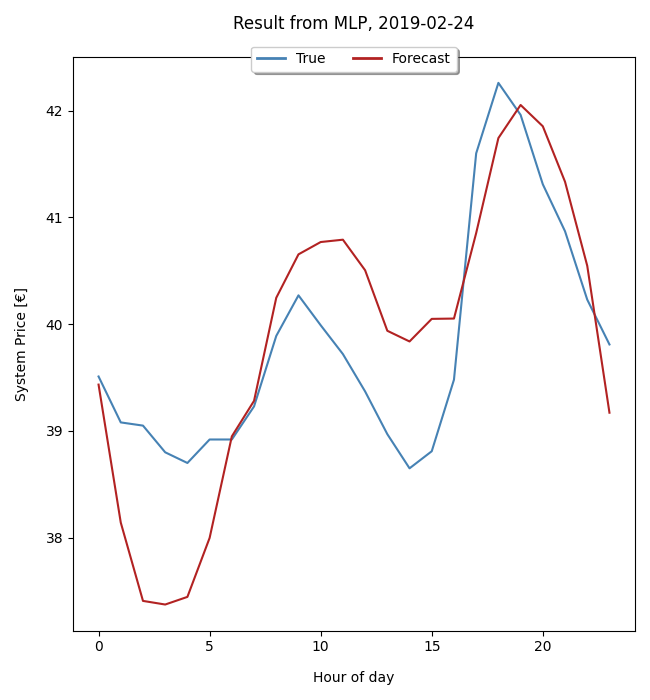 Result from MLP, 2019-02-24
True Forecast
42
41
40
39
38
System Price [€]
0 5 10 15 20
Hour of day